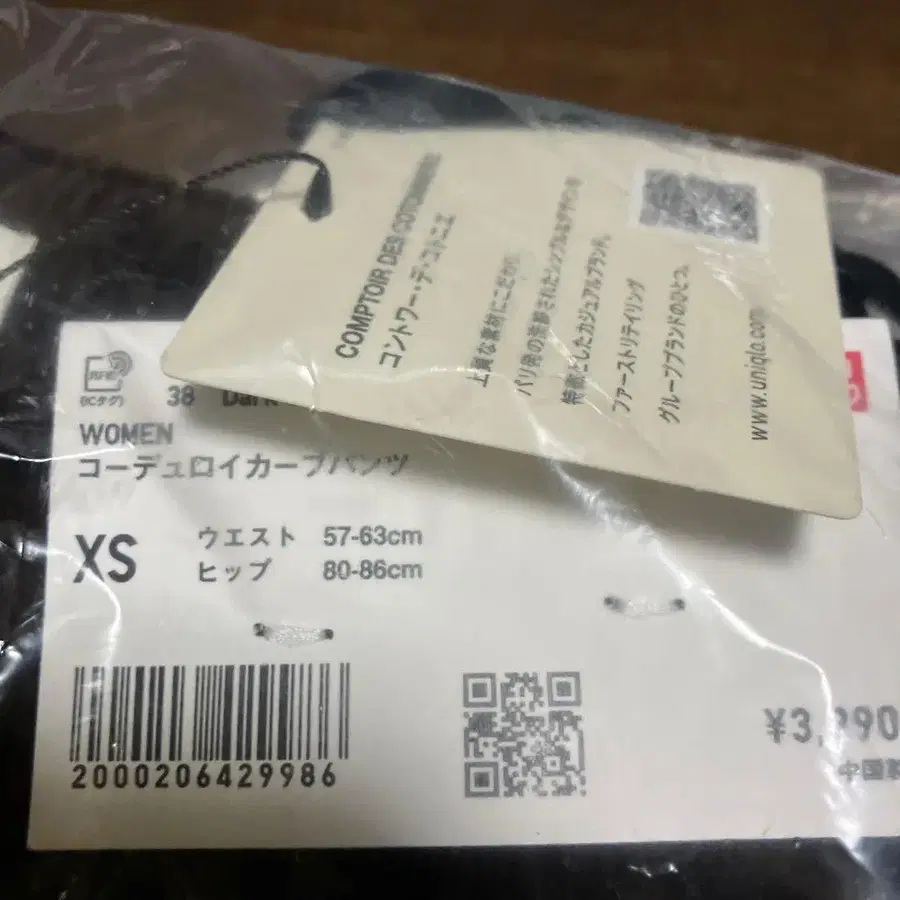 COMPTOIR DES COTONNIERS
コントワー・デ・コトニエ
上質な素材にこだわり、
パリ発の洗練されたシンプルなデザインを
特徴としたカジュアルブランド。
ファーストリテイリング
グループブランドのひとつ。
www.uniqlo.com
RFID
(ICタグ)
38
WOMEN
コーデュロイカーブパンツ
XS
ウエスト 57-63cm
ヒップ 80-86cm
2000206429986
¥3,990
中国